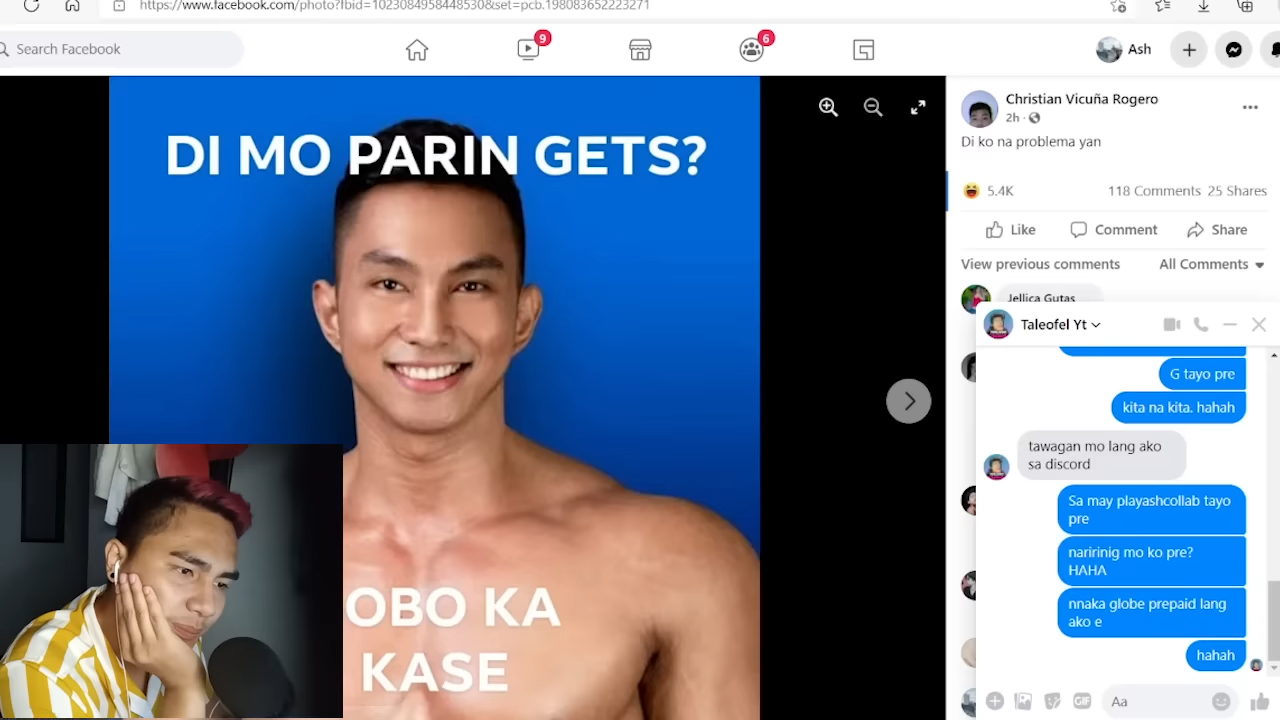 https://www.facebook.com/photo?fbid=10230849584485308&set=pcb.198083652223271
Search Facebook
9
6
Ash
DI MO PARIN GETS?
OBO KA
KASE
Christian Vicuña Rogero
2h ·
Di ko na problema yan
5.4K
118 Comments 25 Shares
Like Comment Share
View previous comments All Comments
Jellica Gutas
Taleofel Yt
G tayo pre
kita na kita. hahah
tawagan mo lang ako
sa discord
Sa may playashcollab tayo
pre
naririnig mo ko pre?
HAHA
nnaka globe prepaid lang
ako e
hahah
GIF
Aa